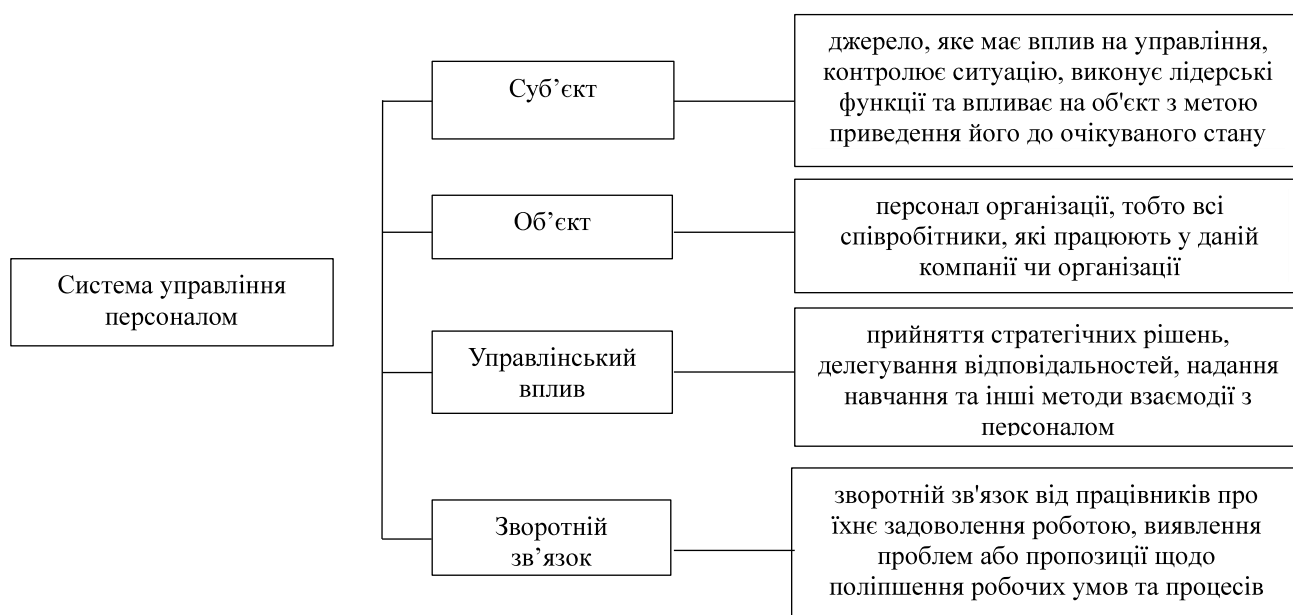 Система управління
персоналом
Суб’єкт
джерело, яке має вплив на управління,
контролює ситуацію, виконує лідерські
функції та впливає на об'єкт з метою
приведення його до очікуваного стану
Об’єкт
персонал організації, тобто всі
співробітники, які працюють у даній
компанії чи організації
Управлінський
вплив
прийняття стратегічних рішень,
делегування відповідальностей, надання
навчання та інші методи взаємодії з
персоналом
Зворотній
зв’язок
зворотній зв'язок від працівників про
їхнє задоволення роботою, виявлення
проблем або пропозиції щодо
поліпшення робочих умов та процесів